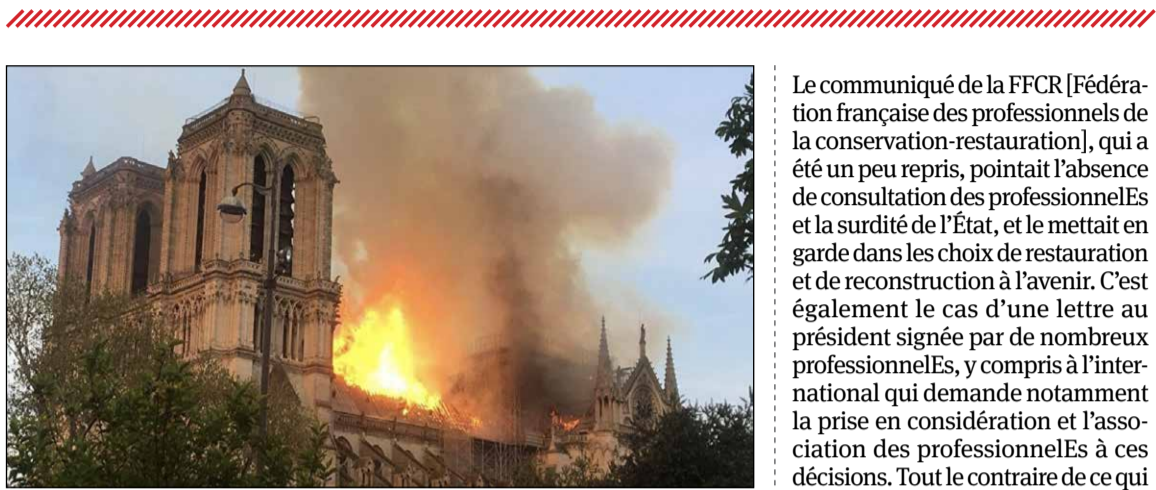 Le communiqué de la FFCR [Fédéra-
tion française des professionnels de
la conservation-restauration], qui a
été un peu repris, pointait l’absence
de consultation des professionnelEs
et la surdité de l’État, et le mettait en
garde dans les choix de restauration
et de reconstruction à l’avenir. C’est
également le cas d’une lettre au
président signée par de nombreux
professionnelEs, y compris à l’inter-
national qui demande notamment
la prise en considération et l’asso-
ciation des professionnelEs à ces
décisions. Tout le contraire de ce qui